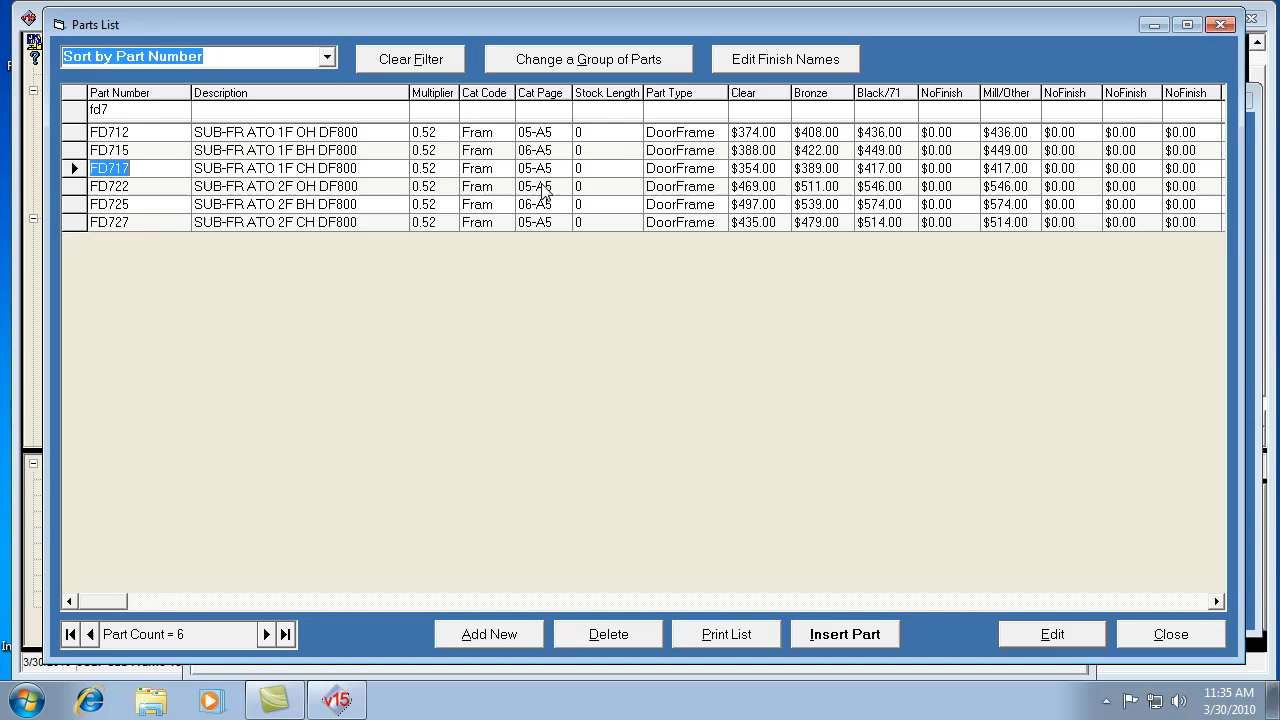 v15 Parts List
Sort by Part Number Clear Filter Change a Group of Parts Edit Finish Names
Part Number Description Multiplier Cat Code Cat Page Stock Length Part Type Clear Bronze Black/71 NoFinish Mill/Other NoFinish NoFinish NoFinish
fd7
FD712 SUB-FR ATO 1F OH DF800 0.52 Fram 05-A5 0 DoorFrame $374.00 $408.00 $436.00 $0.00 $436.00 $0.00 $0.00 $0.00
FD715 SUB-FR ATO 1F BH DF800 0.52 Fram 06-A5 0 DoorFrame $388.00 $422.00 $449.00 $0.00 $449.00 $0.00 $0.00 $0.00
FD717 SUB-FR ATO 1F CH DF800 0.52 Fram 05-A5 0 DoorFrame $354.00 $389.00 $417.00 $0.00 $417.00 $0.00 $0.00 $0.00
FD722 SUB-FR ATO 2F OH DF800 0.52 Fram 05-A5 0 DoorFrame $469.00 $511.00 $546.00 $0.00 $546.00 $0.00 $0.00 $0.00
FD725 SUB-FR ATO 2F BH DF800 0.52 Fram 06-A5 0 DoorFrame $497.00 $539.00 $574.00 $0.00 $574.00 $0.00 $0.00 $0.00
FD727 SUB-FR ATO 2F CH DF800 0.52 Fram 05-A5 0 DoorFrame $435.00 $479.00 $514.00 $0.00 $514.00 $0.00 $0.00 $0.00
Part Count = 6 Add New Delete Print List Insert Part Edit Close
v15 11:35 AM
3/30/2010